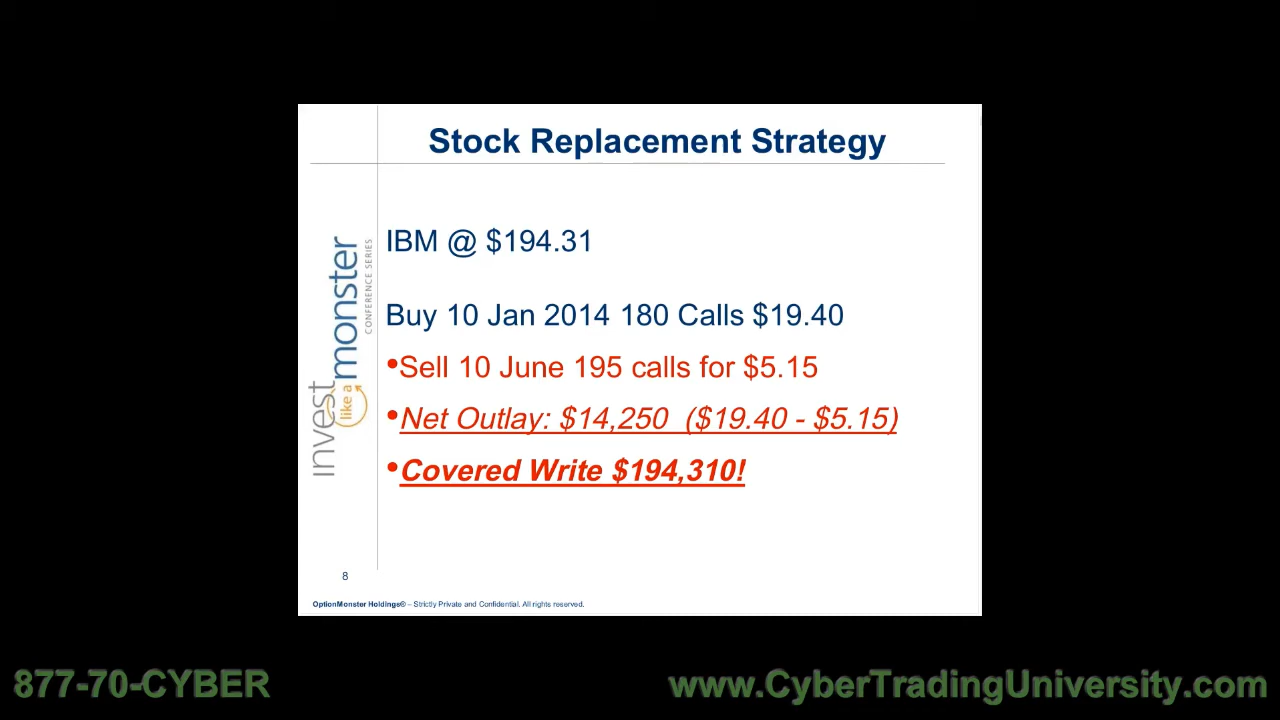 Stock Replacement Strategy
IBM @ $194.31
Buy 10 Jan 2014 180 Calls $19.40
•Sell 10 June 195 calls for $5.15
•Net Outlay: $14,250 ($19.40 - $5.15)
•Covered Write $194,310!
invest
like a
monster
CONFERENCE SERIES
8
OptionMonster Holdings® – Strictly Private and Confidential. All rights reserved.
877-70-CYBER
www.CyberTradingUniversity.com